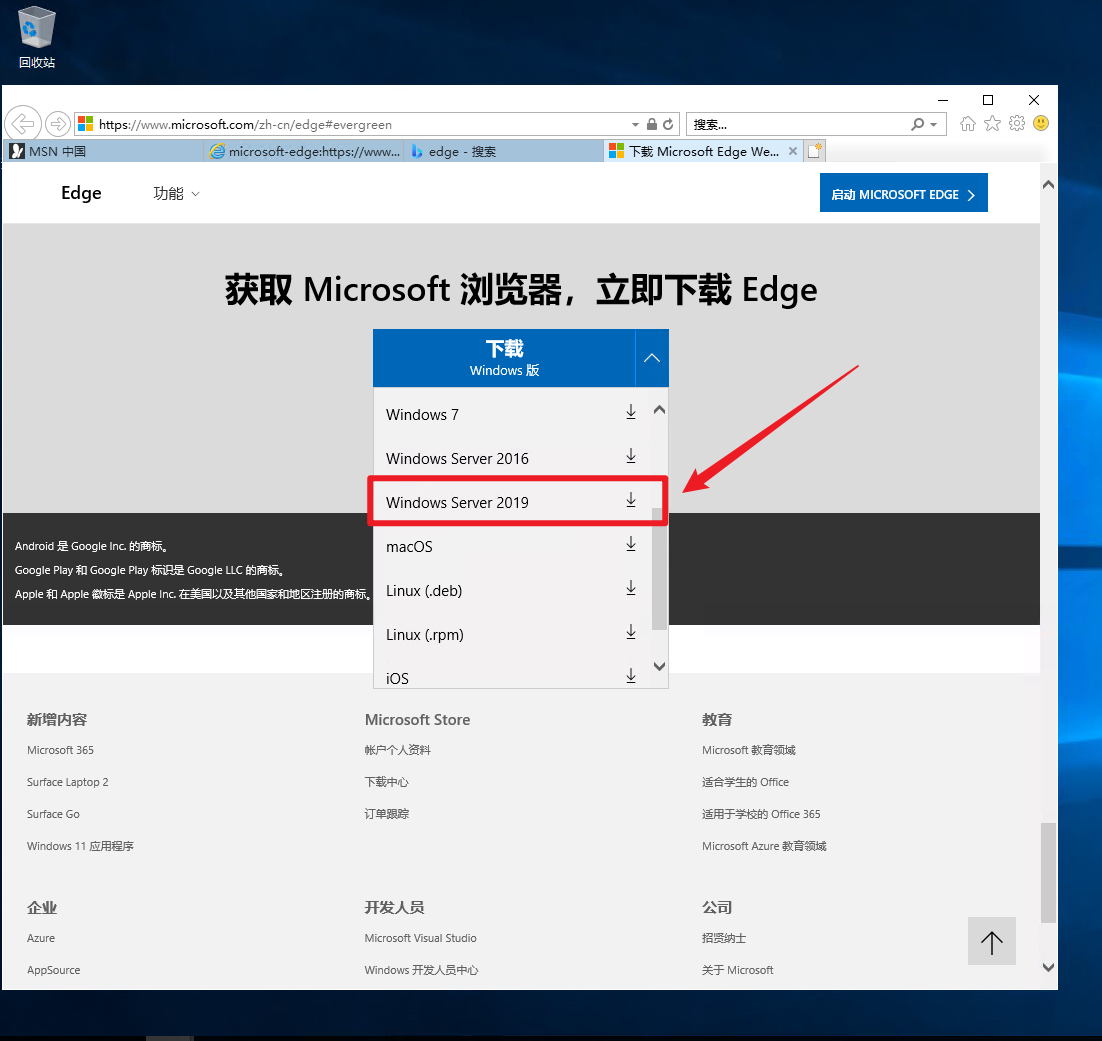 回收站
https://www.microsoft.com/zh-cn/edge#evergreen
搜索...
MSN 中国
microsoft-edge:https://www...
edge - 搜索
下载 Microsoft Edge We...
Edge
功能
启动 MICROSOFT EDGE
获取 Microsoft 浏览器，立即下载 Edge
下载
Windows 版
Windows 7
Windows Server 2016
Windows Server 2019
macOS
Linux (.deb)
Linux (.rpm)
iOS
Android 是 Google Inc. 的商标。
Google Play 和 Google Play 标识是 Google LLC 的商标。
Apple 和 Apple 徽标是 Apple Inc. 在美国以及其他国家和地区注册的商标。
新增内容
Microsoft 365
Surface Laptop 2
Surface Go
Windows 11 应用程序
Microsoft Store
帐户个人资料
下载中心
订单跟踪
教育
Microsoft 教育领域
适合学生的 Office
适用于学校的 Office 365
Microsoft Azure 教育领域
企业
Azure
AppSource
开发人员
Microsoft Visual Studio
Windows 开发人员中心
公司
招贤纳士
关于 Microsoft